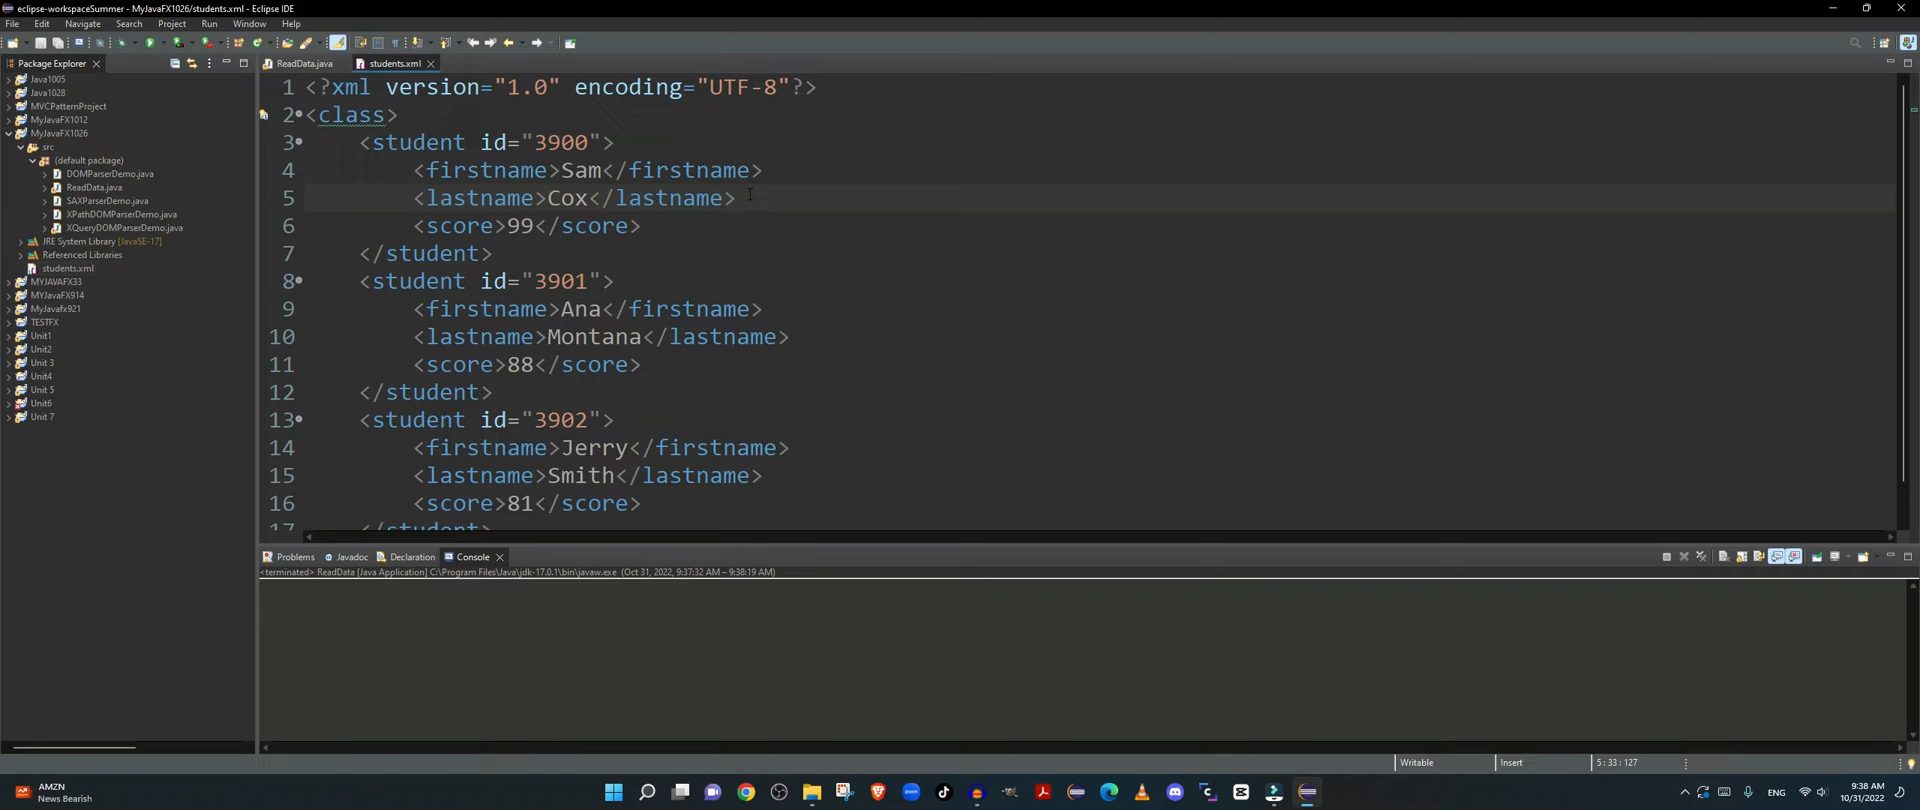 eclipse-workspaceSummer - MyJavaFX1026/students.xml - Eclipse IDE
File Edit Navigate Search Project Run Window Help
Package Explorer
Java1005
Java1028
MVCPatternProject
MyJavaFX1012
MyJavaFX1026
src
(default package)
DOMParserDemo.java
ReadData.java
SAXParserDemo.java
XPathDOMParserDemo.java
XQueryDOMParserDemo.java
JRE System Library [JavaSE-17]
Referenced Libraries
students.xml
MYJAVAFX33
MYJavaFX914
MyJavafx921
TESTFX
Unit1
Unit2
Unit 3
Unit4
Unit 5
Unit6
Unit 7
ReadData.java students.xml
1 <?xml version="1.0" encoding="UTF-8"?>
2 <class>
3 <student id="3900">
4 <firstname>Sam</firstname>
5 <lastname>Cox</lastname>
6 <score>99</score>
7 </student>
8 <student id="3901">
9 <firstname>Ana</firstname>
10 <lastname>Montana</lastname>
11 <score>88</score>
12 </student>
13 <student id="3902">
14 <firstname>Jerry</firstname>
15 <lastname>Smith</lastname>
16 <score>81</score>
17 </student>
Problems Javadoc Declaration Console
<terminated> ReadData [Java Application] C:\Program Files\Java\jdk-17.0.1\bin\javaw.exe (Oct 31, 2022, 9:37:32 AM – 9:38:19 AM)
Writable Insert 5 : 33 : 127
AMZN
News Bearish
zoom
ENG
9:38 AM
10/31/2022